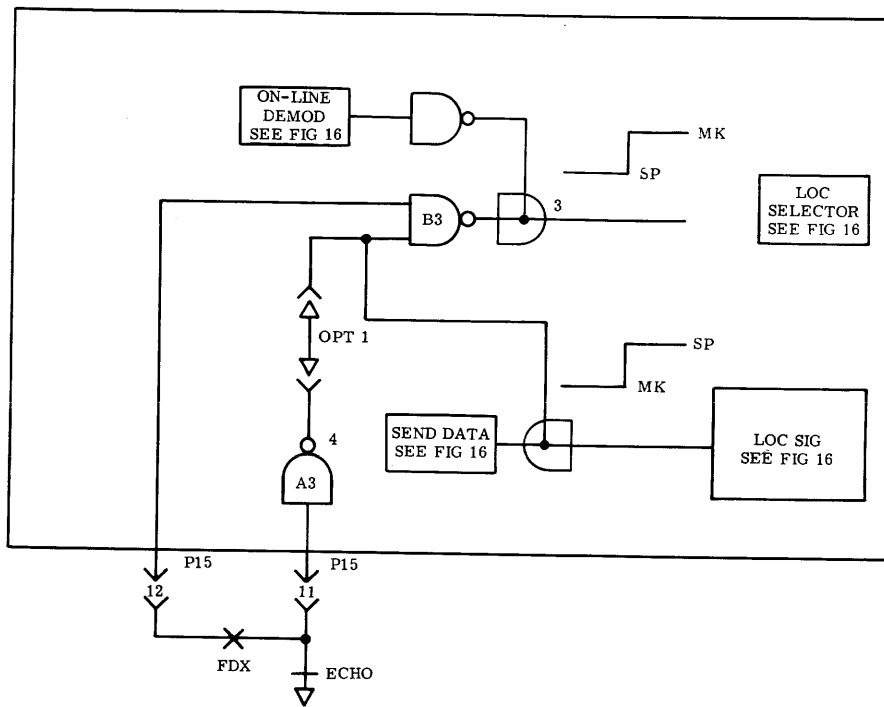 ON-LINE
DEMOD
SEE FIG 16
MK
SP
LOC
SELECTOR
SEE FIG 16
B3
3
OPT 1
SP
MK
4
A3
SEND DATA
SEE FIG 16
LOC SIG
SEE FIG 16
P15
P15
12
11
FDX
ECHO